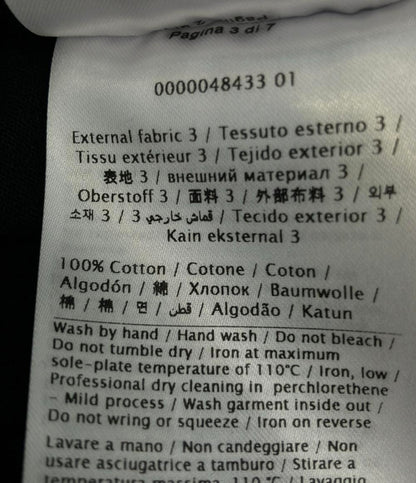 Pagina 3 di 7
0000048433 01
External fabric 3 / Tessuto esterno 3 /
Tissu extérieur 3 / Tejido exterior 3 /
表地 3 / внешний материал 3 /
Oberstoff 3 / 面料 3 / 外部布料 3 / 외부
소재 3 / 3 قماش خارجي / Tecido exterior 3 /
Kain eksternal 3
100% Cotton / Cotone / Coton /
Algodón / 綿 / Хлопок / Baumwolle /
棉 / 棉 / 면 / قطن / Algodão / Katun
Wash by hand / Hand wash / Do not bleach /
Do not tumble dry / Iron at maximum
sole-plate temperature of 110°C / Iron, low /
Professional dry cleaning in perchlorethene
- Mild process / Wash garment inside out /
Do not wring or squeeze / Iron on reverse
Lavare a mano / Non candeggiare / Non
usare asciugatrice a tamburo / Stirare a
temperatura massima 110 °C / Lavaggio